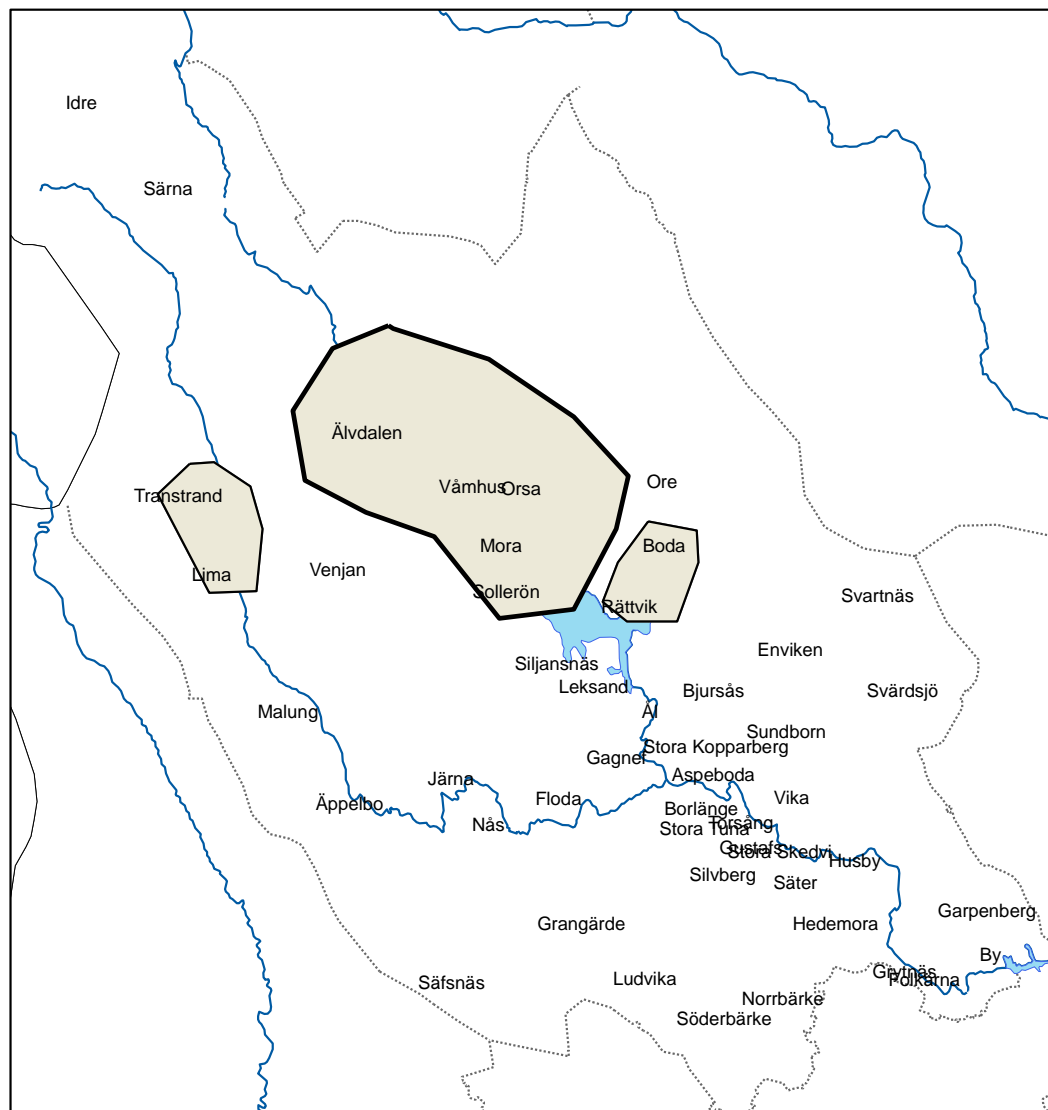 Idre
Särna
Älvdalen
Ore
Våmhus
Orsa
Transtrand
Mora
Boda
Venjan
Lima
Sollerön
Svartnäs
Rättvik
Enviken
Siljansnäs
Leksand
Bjursås
Svärdsjö
Malung
Ål
Sundborn
Stora Kopparberg
Gagnef
Aspeboda
Järna
Floda
Vika
Äppelbo
Borlänge
Nås
Torsång
Stora Tuna
Gustafs
Stora Skedvi
Husby
Silvberg
Säter
Garpenberg
Grangärde
Hedemora
By
Grytnäs
Folkärna
Säfsnäs
Ludvika
Norrbärke
Söderbärke